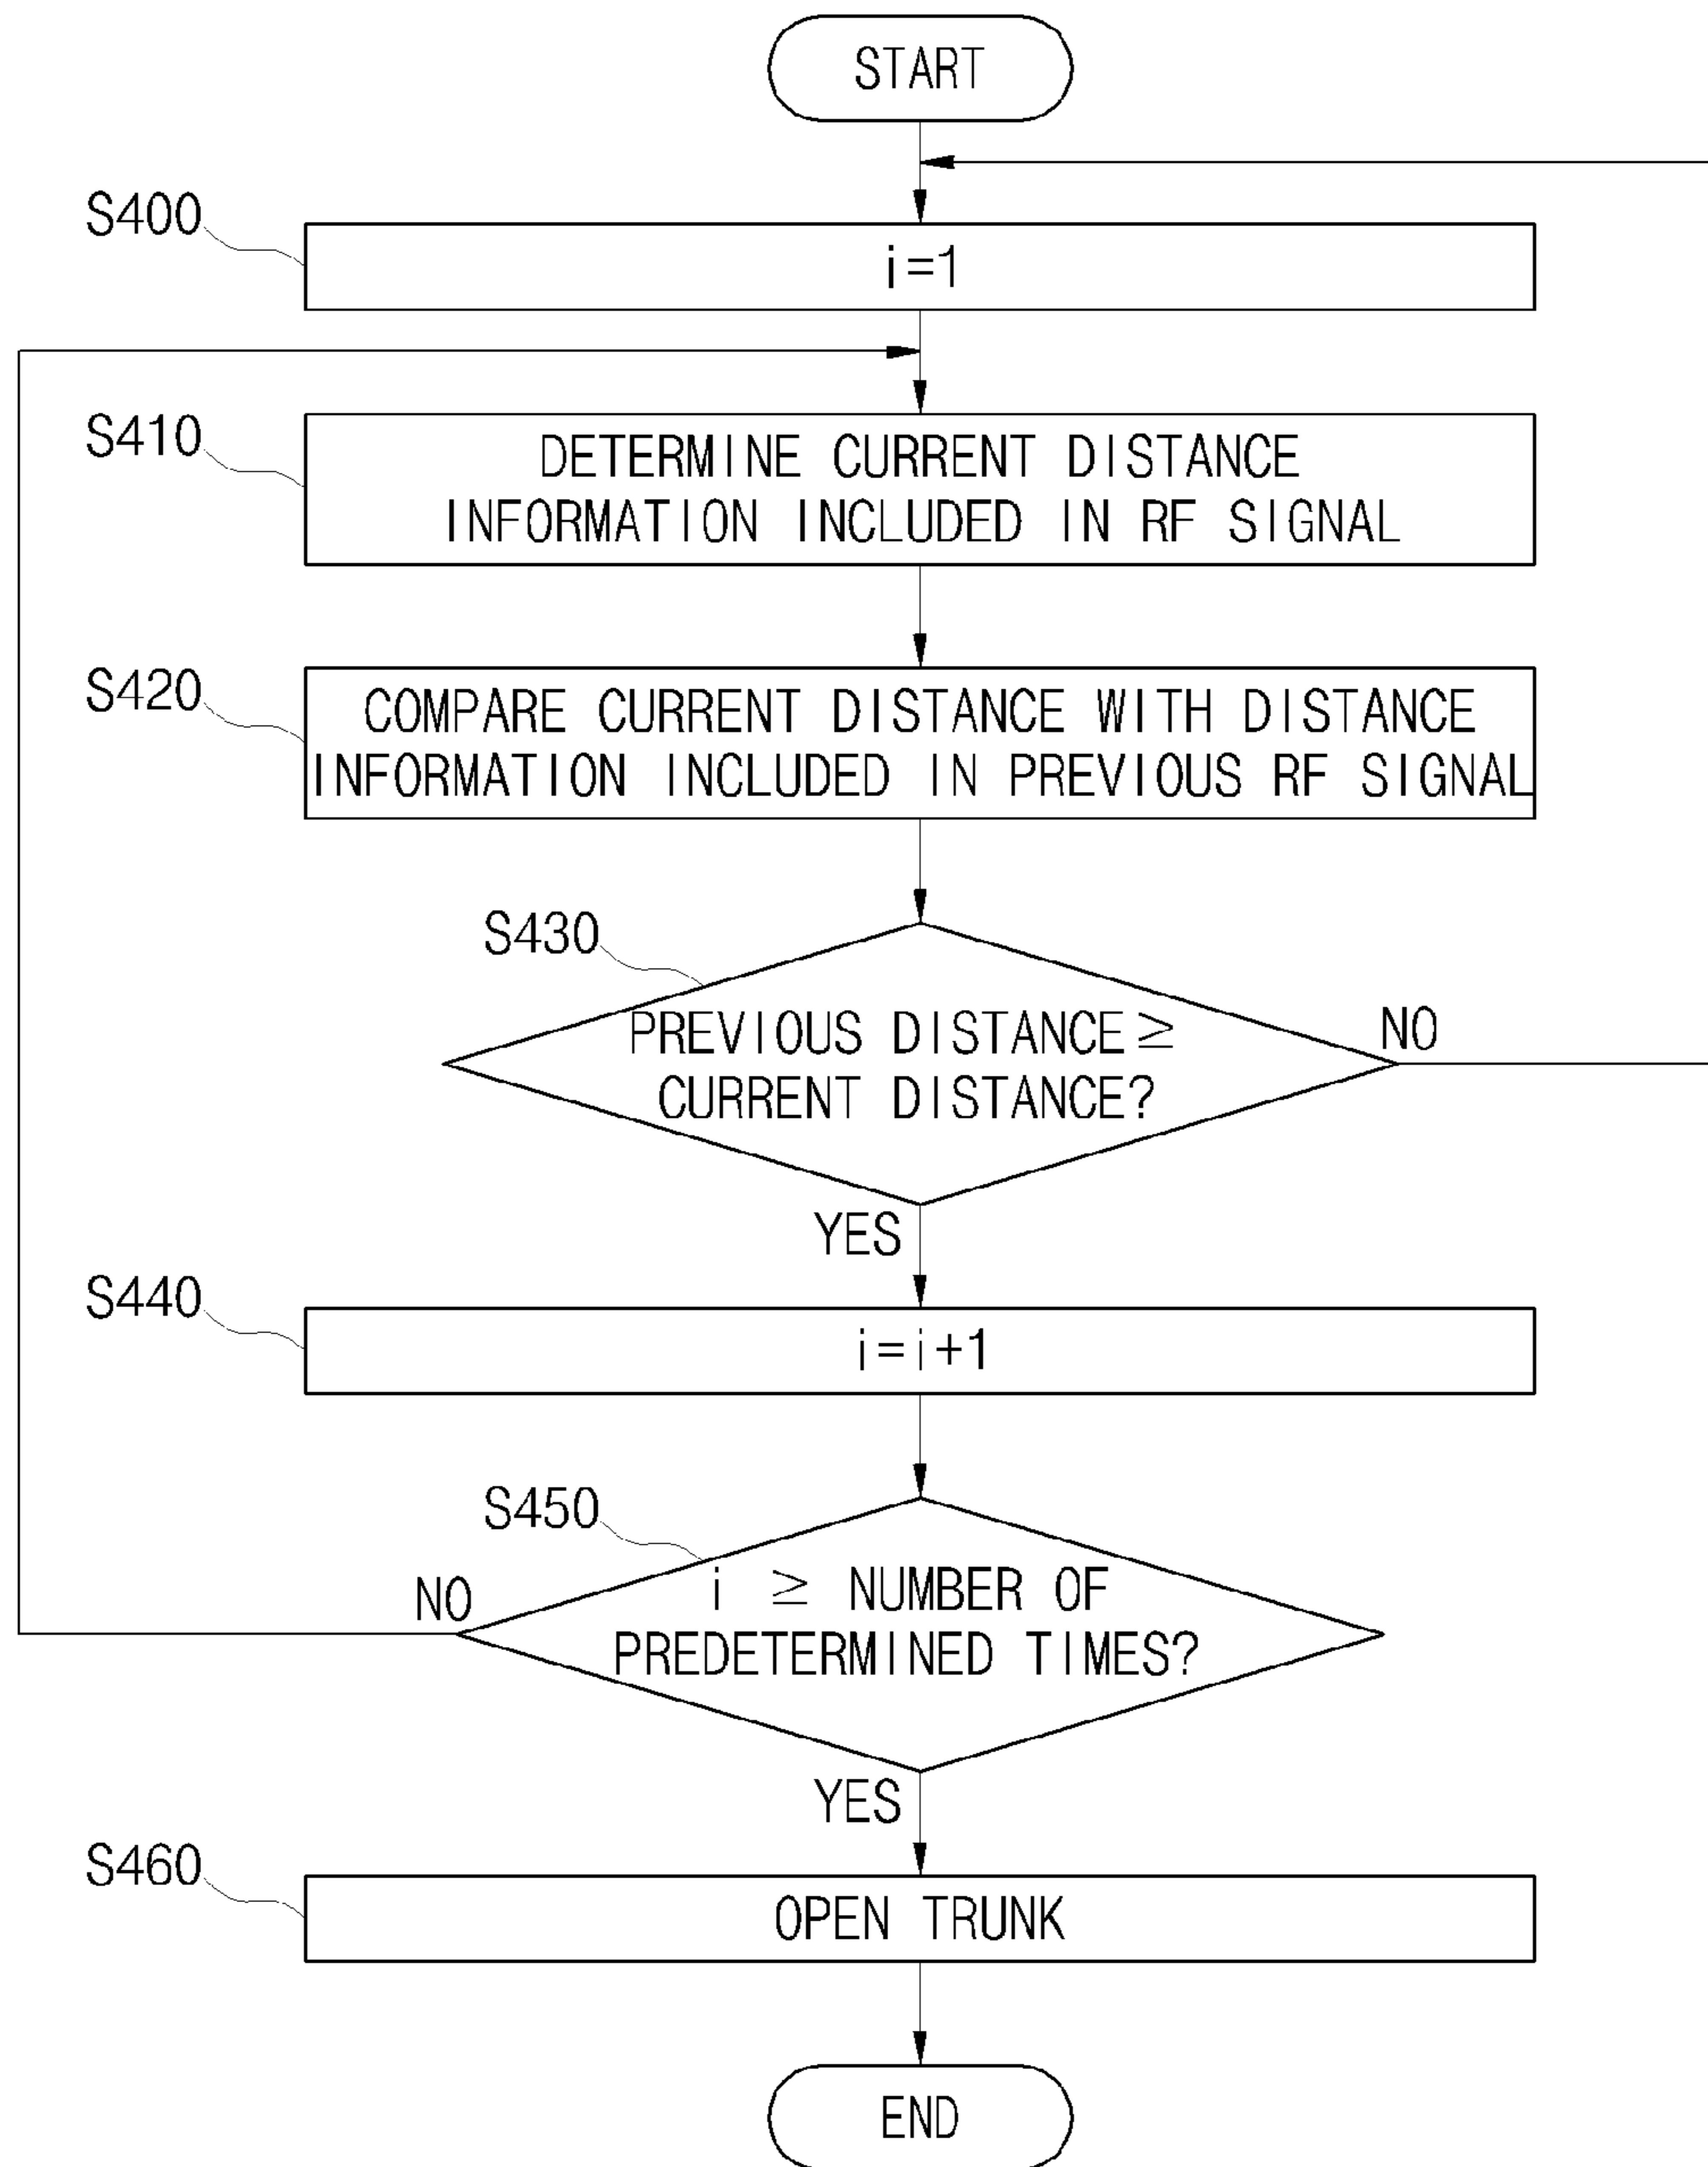 START
S400
i=1
S410
DETERMINE CURRENT DISTANCE
INFORMATION INCLUDED IN RF SIGNAL
S420
COMPARE CURRENT DISTANCE WITH DISTANCE
INFORMATION INCLUDED IN PREVIOUS RF SIGNAL
S430
PREVIOUS DISTANCE ≥
CURRENT DISTANCE?
NO
YES
S440
i=i+1
S450
i ≥ NUMBER OF
PREDETERMINED TIMES?
NO
YES
S460
OPEN TRUNK
END